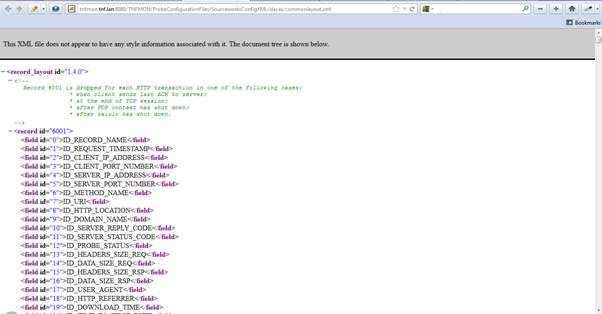 tnfmon.tnf.lan:8080/TNFMON/ProbeConfigurationFiles/SourceworksConfigXML/daces/commonlayout.xml
Google
Bookmarks
This XML file does not appear to have any style information associated with it. The document tree is shown below.
−<record_layout id="1.4.0">
−<!--
Record 6001 is dropped for each HTTP transaction in one of the following cases:
* when client sends last ACK to server;
* at the end of TCP session;
* after PDP context has shut down;
* after saisio has shut down.
-->
−<record id="6001">
<field id="0">ID_RECORD_NAME</field>
<field id="1">ID_REQUEST_TIMESTAMP</field>
<field id="2">ID_CLIENT_IP_ADDRESS</field>
<field id="3">ID_CLIENT_PORT_NUMBER</field>
<field id="4">ID_SERVER_IP_ADDRESS</field>
<field id="5">ID_SERVER_PORT_NUMBER</field>
<field id="6">ID_METHOD_NAME</field>
<field id="7">ID_URI</field>
<field id="8">ID_HTTP_LOCATION</field>
<field id="9">ID_DOMAIN_NAME</field>
<field id="10">ID_SERVER_REPLY_CODE</field>
<field id="11">ID_SERVER_STATUS_CODE</field>
<field id="12">ID_PROBE_STATUS</field>
<field id="13">ID_HEADERS_SIZE_REQ</field>
<field id="14">ID_DATA_SIZE_REQ</field>
<field id="15">ID_HEADERS_SIZE_RSP</field>
<field id="16">ID_DATA_SIZE_RSP</field>
<field id="17">ID_USER_AGENT</field>
<field id="18">ID_HTTP_REFERRER</field>
<field id="19">ID_DOWNLOAD_TIME</field>